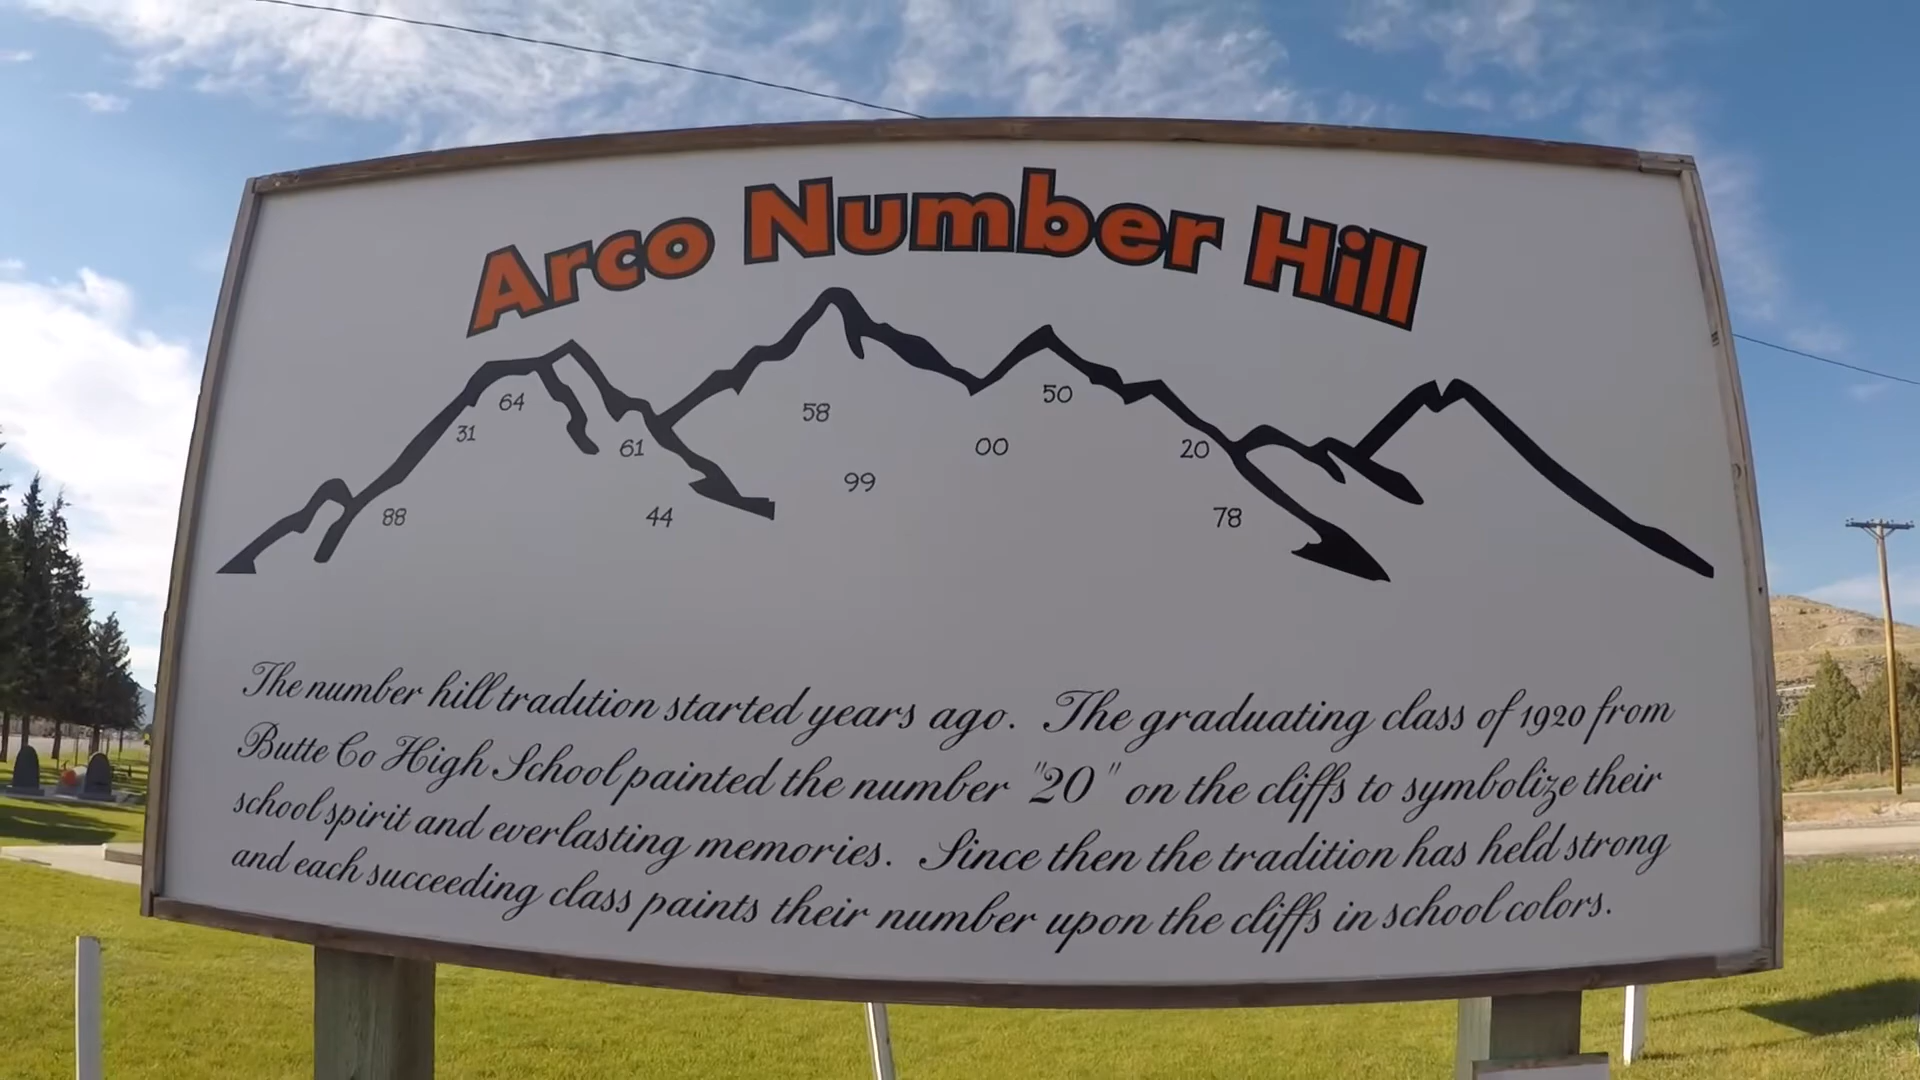 Arco Number Hill
64
31
61
88
44
58
99
00
50
20
78
The number hill tradition started years ago. The graduating class of 1920 from
Butte Co High School painted the number "20" on the cliffs to symbolize their
school spirit and everlasting memories. Since then the tradition has held strong
and each succeeding class paints their number upon the cliffs in school colors.